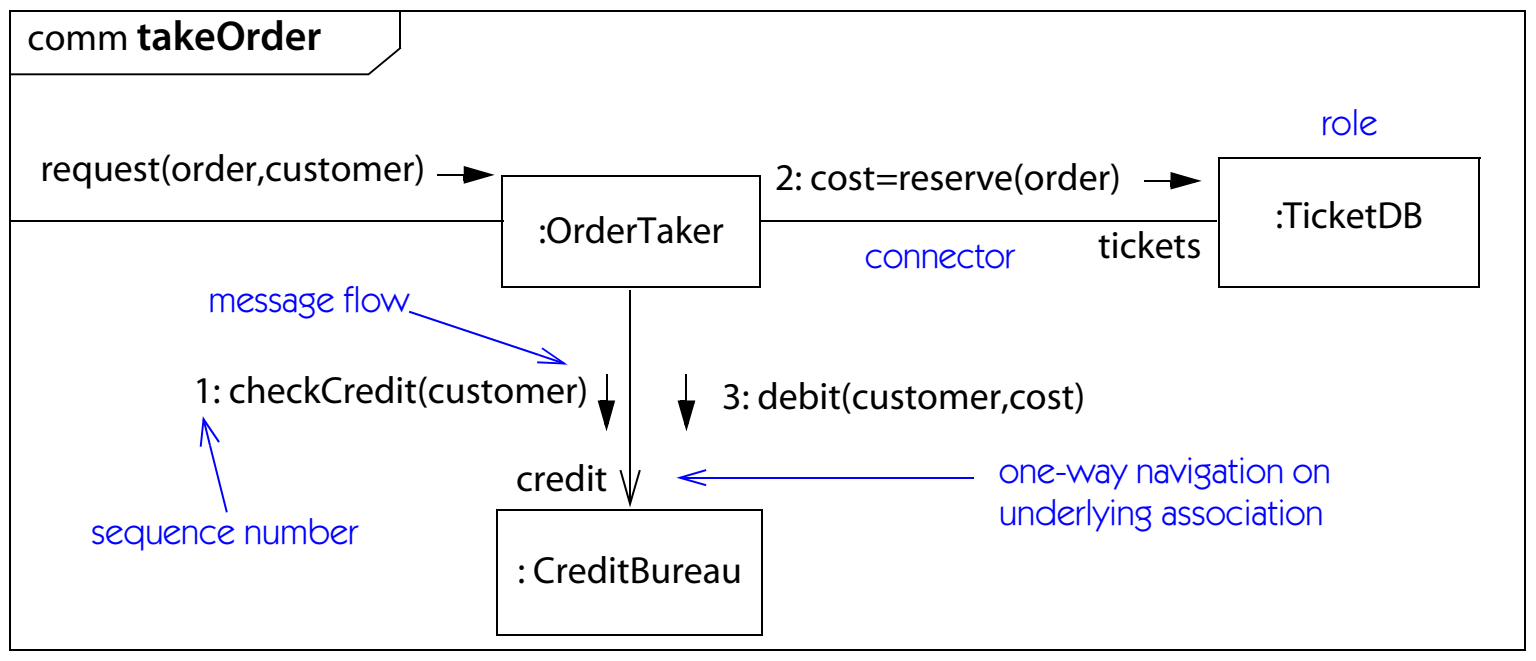 comm takeOrder
role
request(order,customer)
2: cost=reserve(order)
:OrderTaker
:TicketDB
tickets
connector
message flow
1: checkCredit(customer)
3: debit(customer,cost)
credit
one-way navigation on
underlying association
sequence number
: CreditBureau